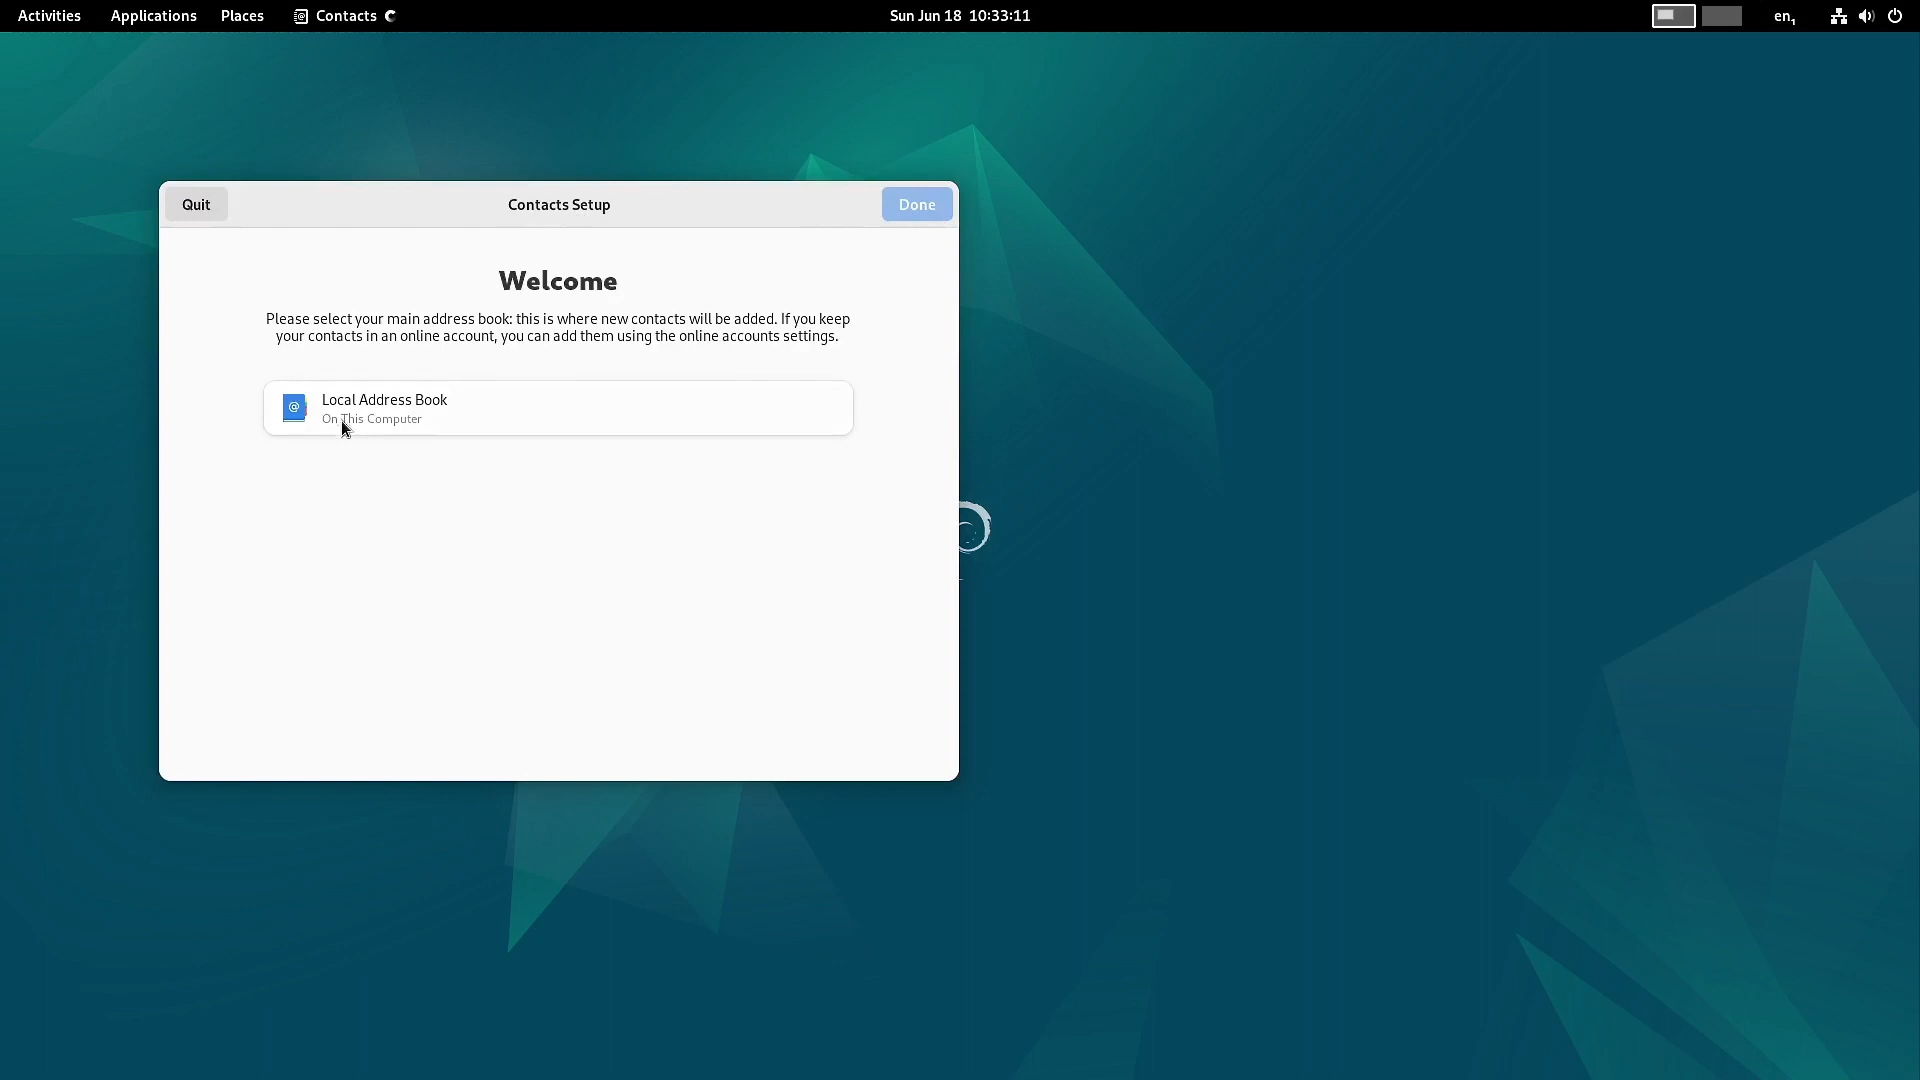 Activities Applications Places Contacts Sun Jun 18 10:33:11 en1
Quit Contacts Setup Done
Welcome
Please select your main address book: this is where new contacts will be added. If you keep
your contacts in an online account, you can add them using the online accounts settings.
@
Local Address Book
On This Computer